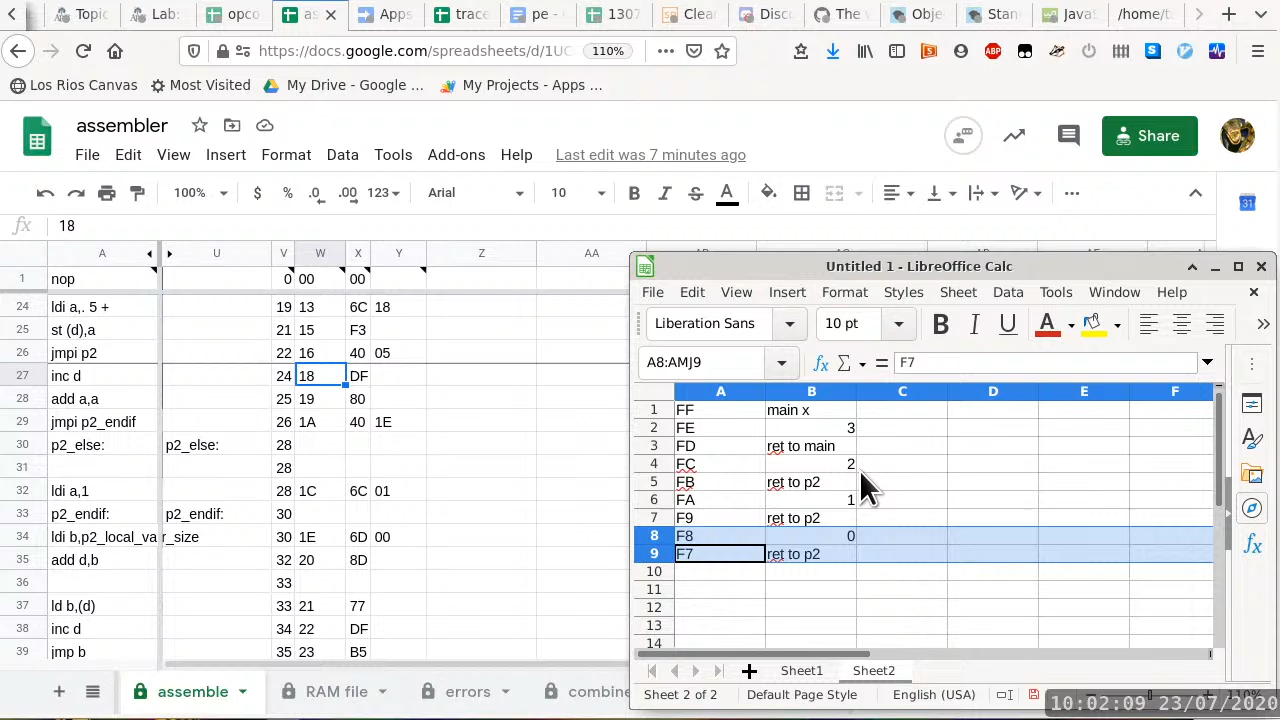 Topic Lab: opco as Apps trace pe - 1307 Clear Disc The v Obje Stan Java /home/t
https://docs.google.com/spreadsheets/d/1UC 110%
Los Rios Canvas Most Visited My Drive - Google … My Projects - Apps …
assembler
Share
File Edit View Insert Format Data Tools Add-ons Help Last edit was 7 minutes ago
100% $ % .0 .00 123 Arial 10 B I S A
fx 18
A U V W X Y Z AA
1 nop 0 00 00
24 ldi a,. 5 + 19 13 6C 18
25 st (d),a 21 15 F3
26 jmpi p2 22 16 40 05
27 inc d 24 18 DF
28 add a,a 25 19 80
29 jmpi p2_endif 26 1A 40 1E
30 p2_else: p2_else: 28
31 28
32 ldi a,1 28 1C 6C 01
33 p2_endif: p2_endif: 30
34 ldi b,p2_local_var_size 30 1E 6D 00
35 add d,b 32 20 8D
36 33
37 ld b,(d) 33 21 77
38 inc d 34 22 DF
39 jmp b 35 23 B5
assemble RAM file errors combine
31
Untitled 1 - LibreOffice Calc
File Edit View Insert Format Styles Sheet Data Tools Window Help
Liberation Sans 10 pt B I U A
A8:AMJ9 fx Σ = F7
A B C D E F
1 FF main x
2 FE 3
3 FD ret to main
4 FC 2
5 FB ret to p2
6 FA 1
7 F9 ret to p2
8 F8 0
9 F7 ret to p2
10
11
12
13
14
Sheet1 Sheet2
Sheet 2 of 2 Default Page Style English (USA) 110%
10:02:09 23/07/2020